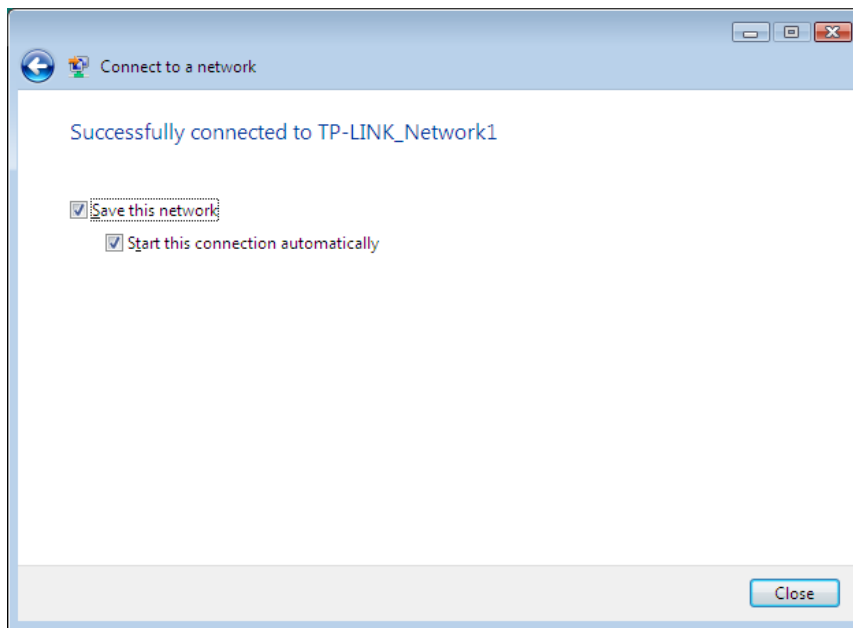 Connect to a network
Successfully connected to TP-LINK_Network1
Save this network
Start this connection automatically
Close